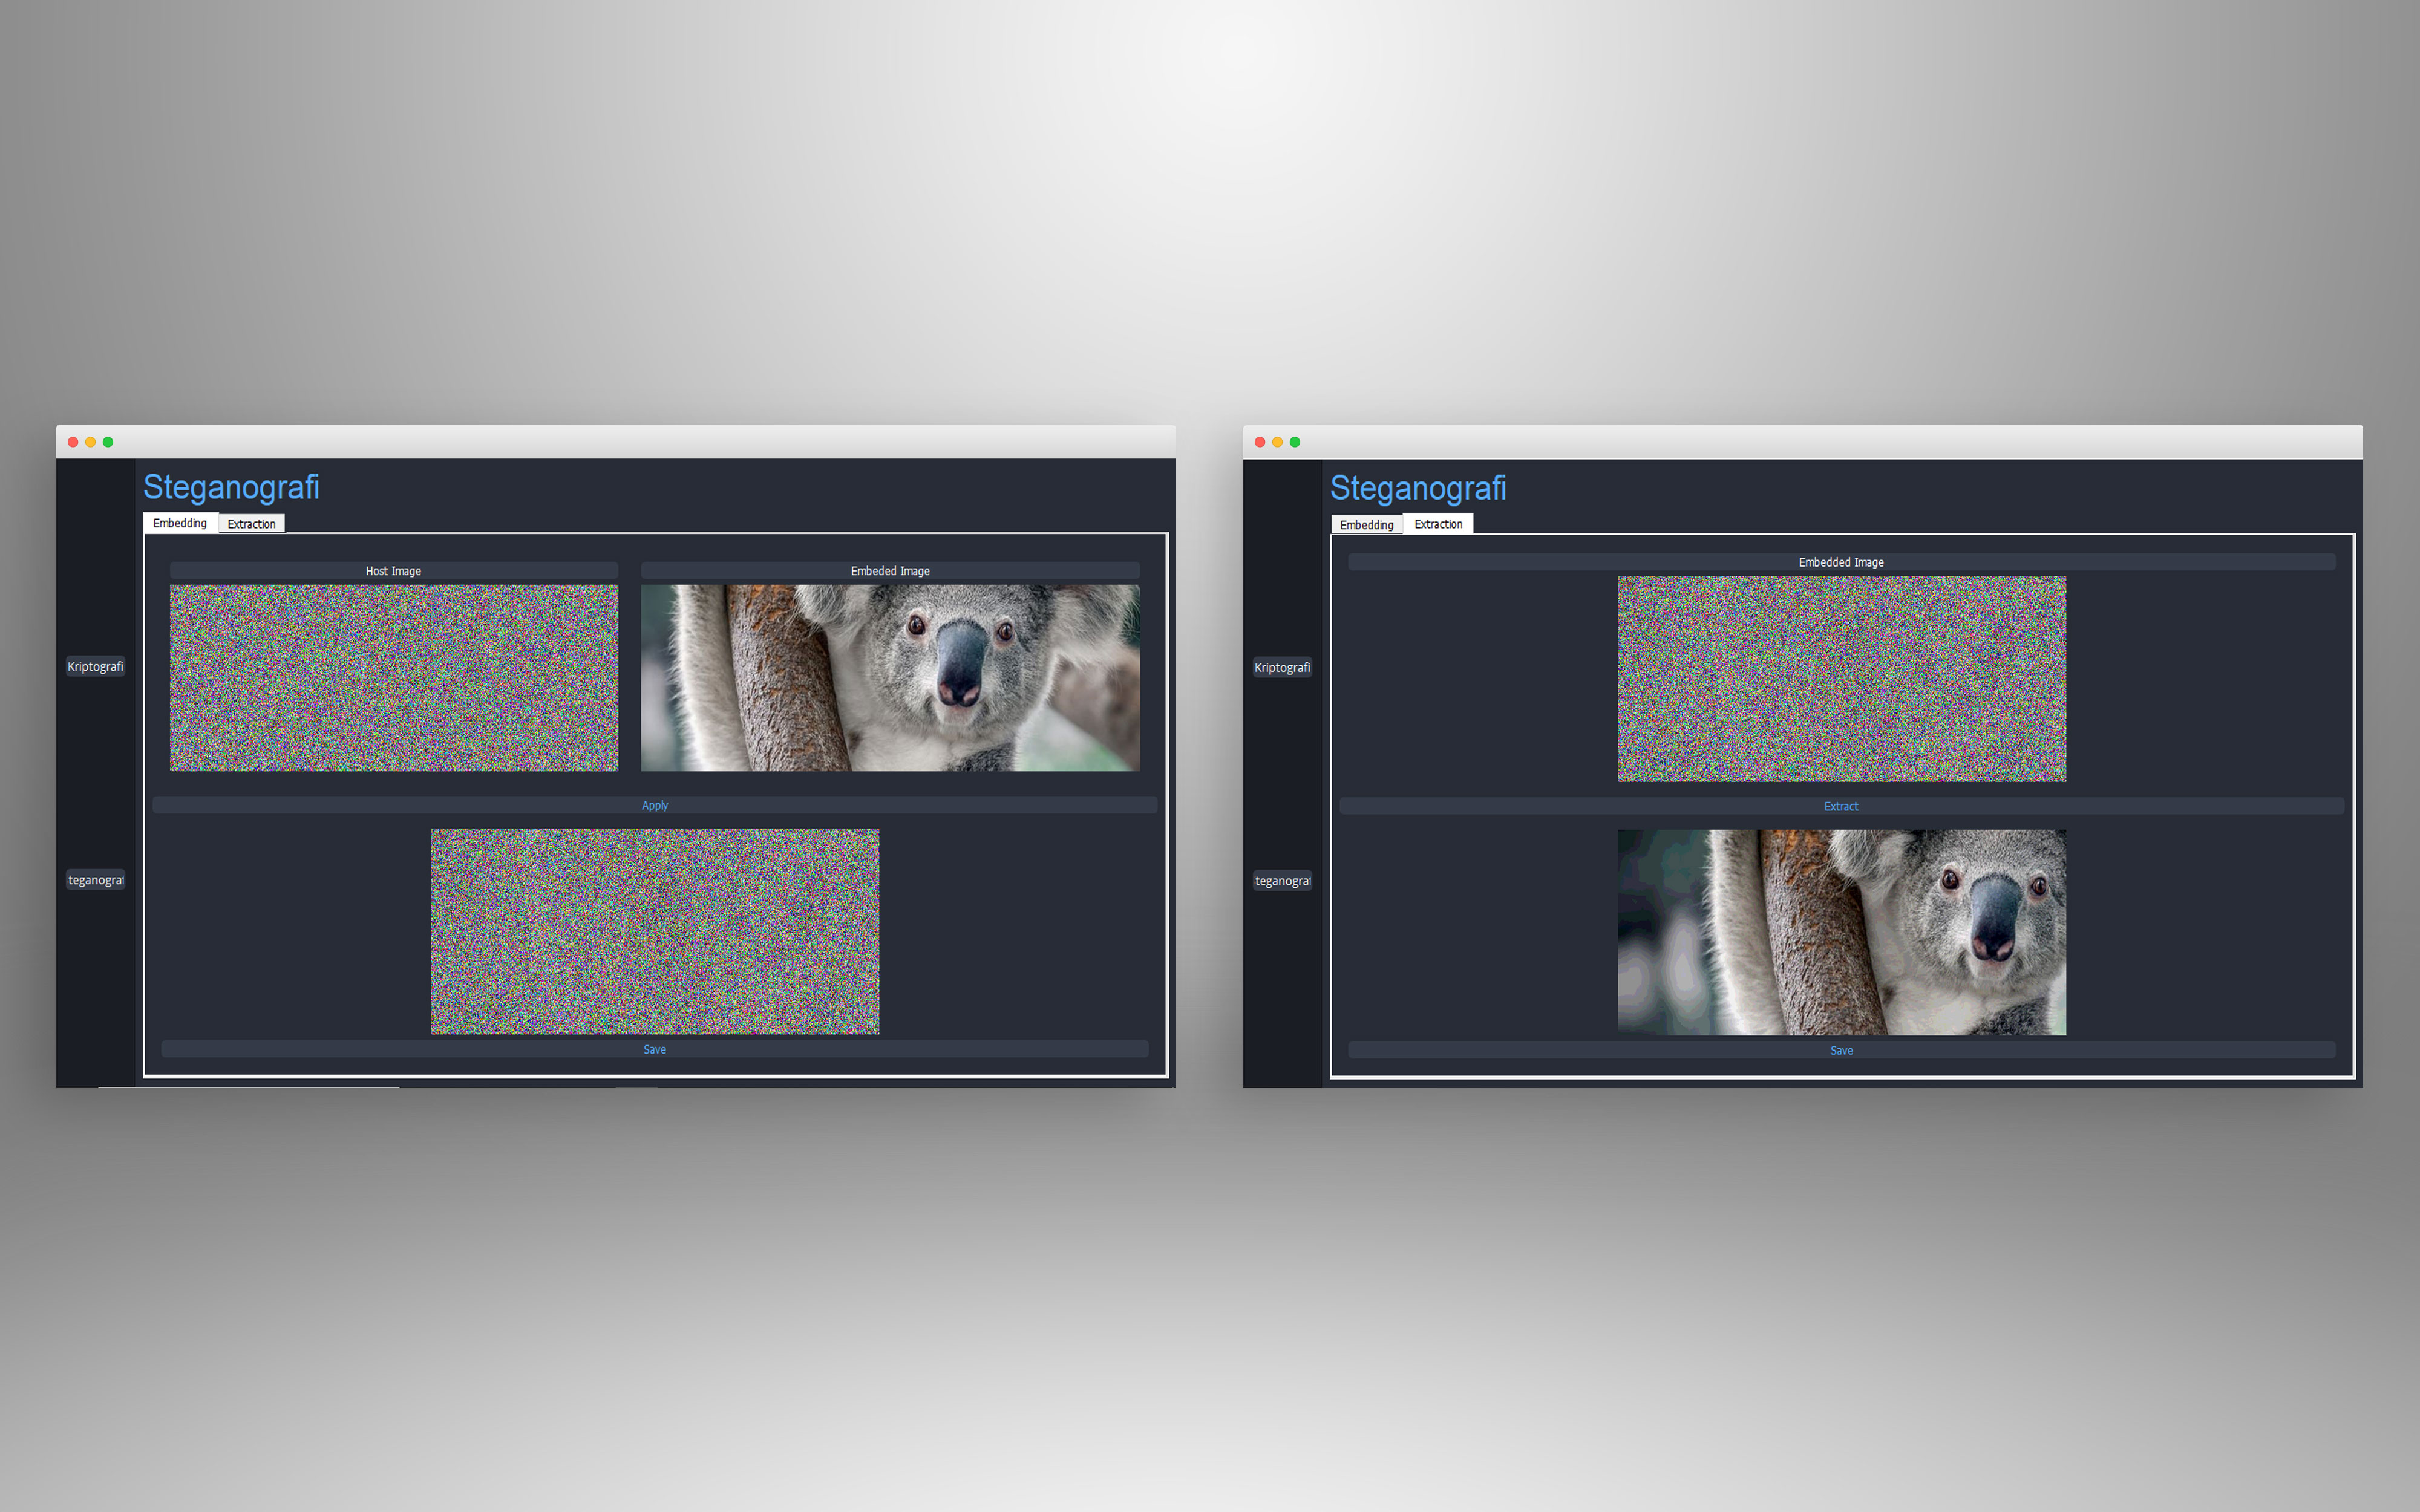 Steganografi
Embedding
Extraction
Host Image
Embeded Image
Kriptografi
Apply
teganograf
Save
Steganografi
Embedding
Extraction
Embedded Image
Kriptografi
Extract
teganograf
Save